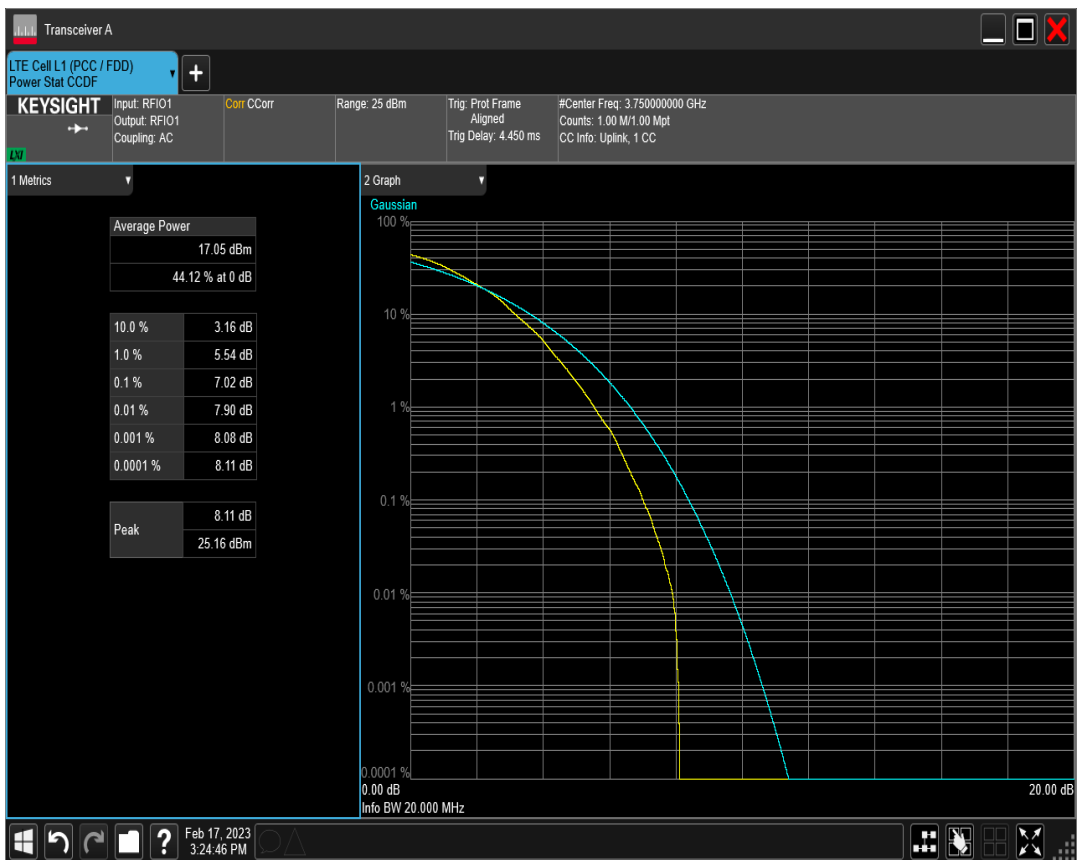 Transceiver A
LTE Cell L1 (PCC / FDD)
Power Stat CCDF
+
KEYSIGHT
LXI
Input: RFIO1
Output: RFIO1
Coupling: AC
Corr CCorr
Range: 25 dBm
Trig: Prot Frame
Aligned
Trig Delay: 4.450 ms
#Center Freq: 3.750000000 GHz
Counts: 1.00 M/1.00 Mpt
CC Info: Uplink, 1 CC
1 Metrics
Average Power
17.05 dBm
44.12 % at 0 dB
10.0 % 3.16 dB
1.0 % 5.54 dB
0.1 % 7.02 dB
0.01 % 7.90 dB
0.001 % 8.08 dB
0.0001 % 8.11 dB
Peak
8.11 dB
25.16 dBm
2 Graph
Gaussian
100 %
10 %
1 %
0.1 %
0.01 %
0.001 %
0.0001 %
0.00 dB 20.00 dB
Info BW 20.000 MHz
?
Feb 17, 2023
3:24:46 PM